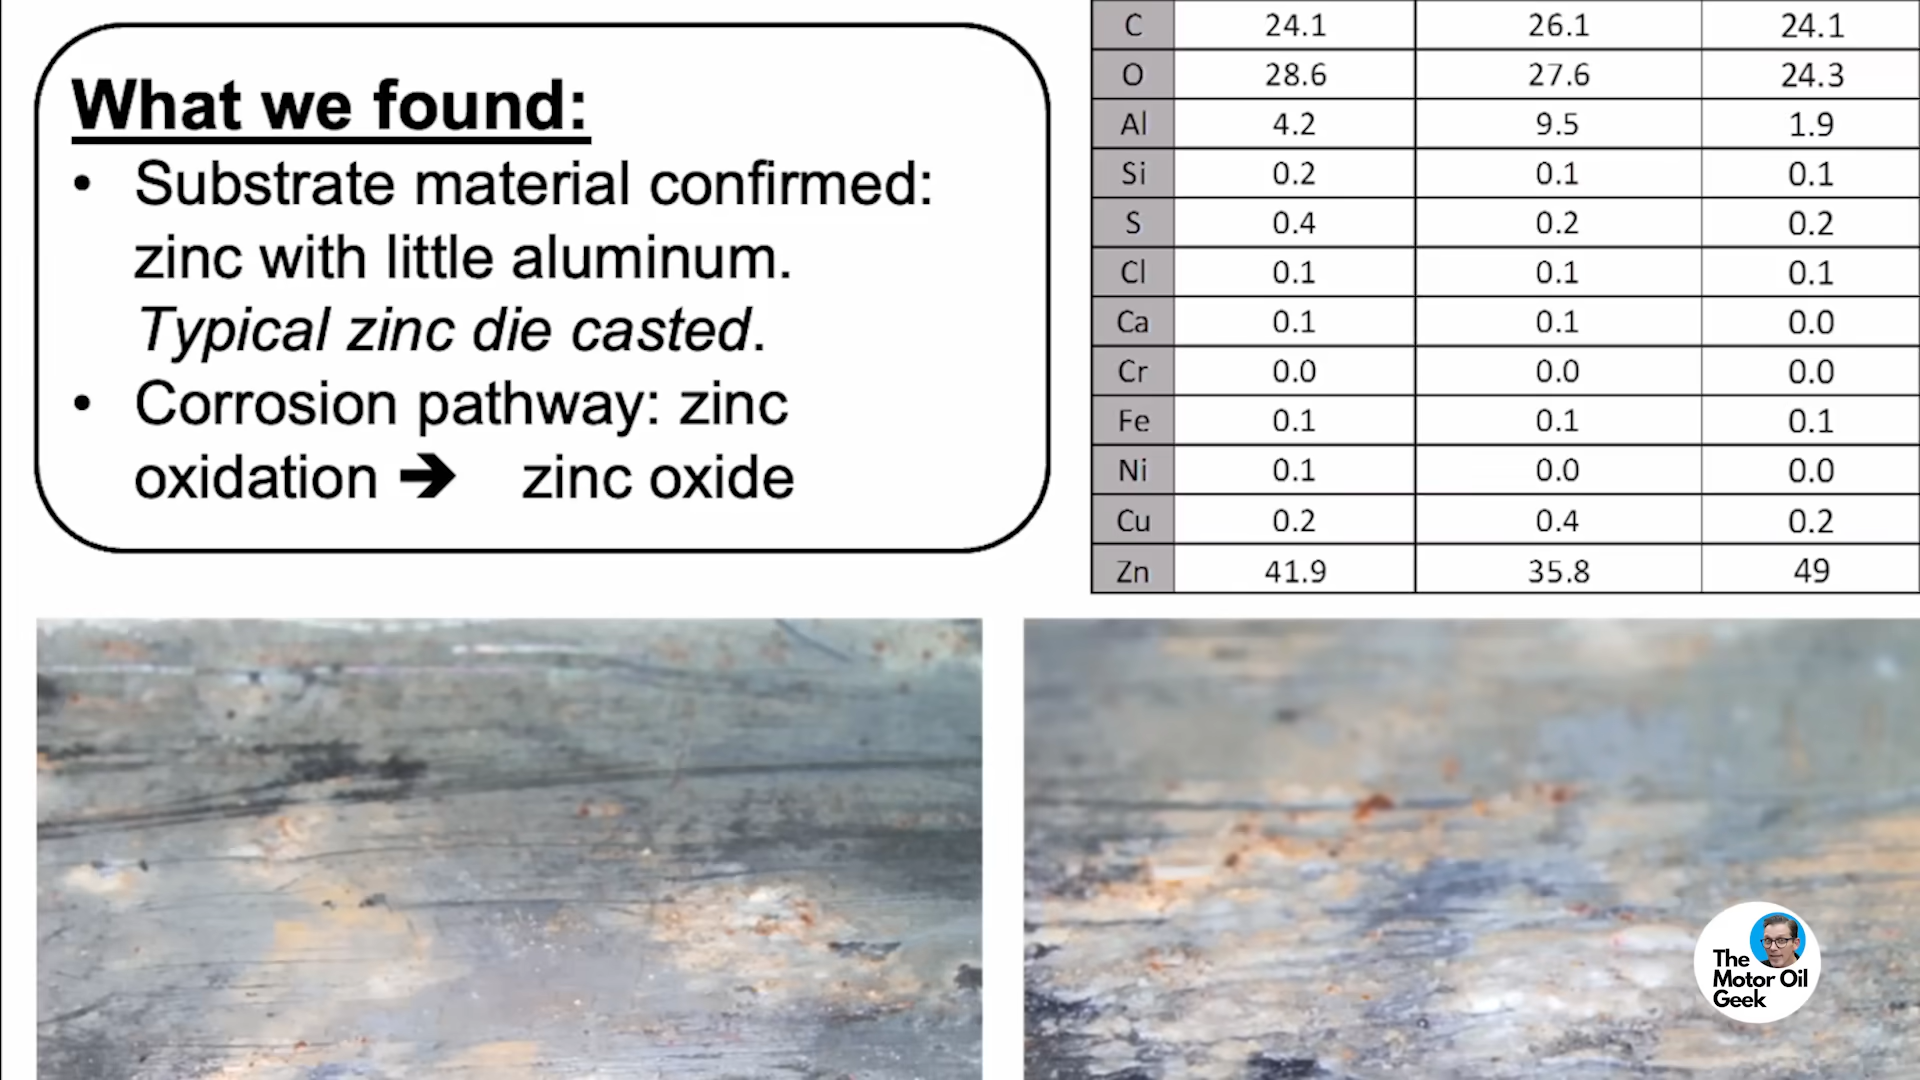 What we found:
• Substrate material confirmed:
zinc with little aluminum.
Typical zinc die casted.
• Corrosion pathway: zinc
oxidation ➔ zinc oxide
C 24.1 26.1 24.1
O 28.6 27.6 24.3
Al 4.2 9.5 1.9
Si 0.2 0.1 0.1
S 0.4 0.2 0.2
Cl 0.1 0.1 0.1
Ca 0.1 0.1 0.0
Cr 0.0 0.0 0.0
Fe 0.1 0.1 0.1
Ni 0.1 0.0 0.0
Cu 0.2 0.4 0.2
Zn 41.9 35.8 49
The
Motor Oil
Geek